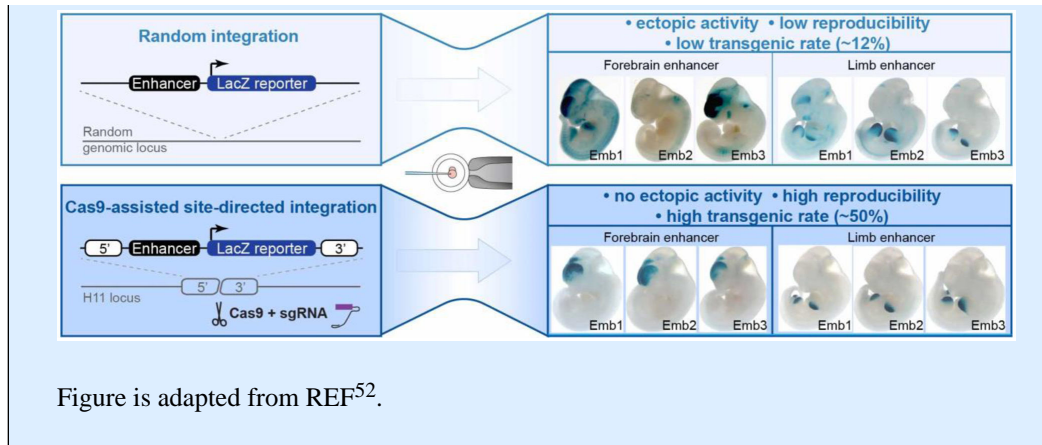 Random integration
Enhancer LacZ reporter
Random
genomic locus
• ectopic activity • low reproducibility
• low transgenic rate (~12%)
Forebrain enhancer Limb enhancer
Emb1 Emb2 Emb3 Emb1 Emb2 Emb3
Cas9-assisted site-directed integration
5' Enhancer LacZ reporter 3'
5' 3'
H11 locus
Cas9 + sgRNA
• no ectopic activity • high reproducibility
• high transgenic rate (~50%)
Forebrain enhancer Limb enhancer
Emb1 Emb2 Emb3 Emb1 Emb2 Emb3
Figure is adapted from REF52.